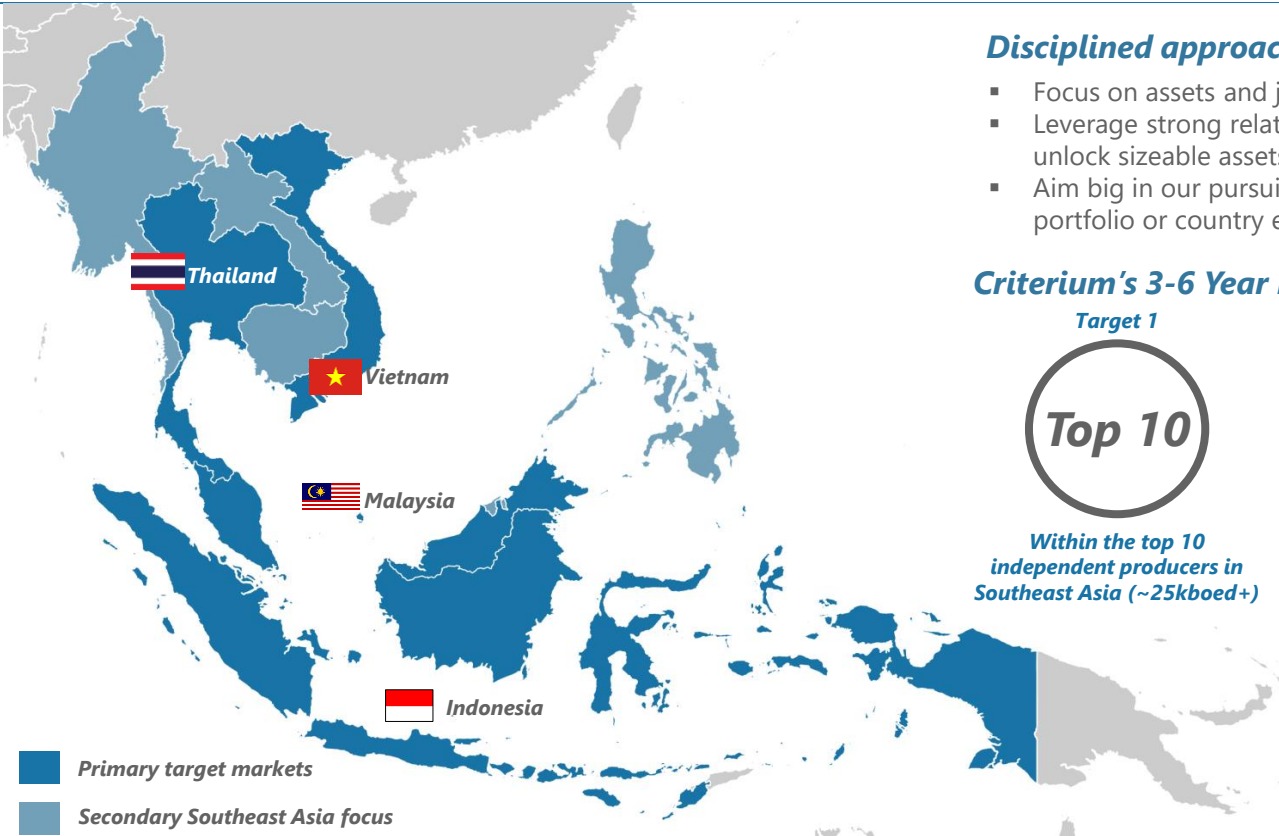 Disciplined approac
▪ Focus on assets and j
▪ Leverage strong relat
unlock sizeable assets
▪ Aim big in our pursui
portfolio or country e
Criterium’s 3-6 Year
Target 1
Top 10
Within the top 10
independent producers in
Southeast Asia (~25kboed+)
Thailand
Vietnam
Malaysia
Indonesia
Primary target markets
Secondary Southeast Asia focus